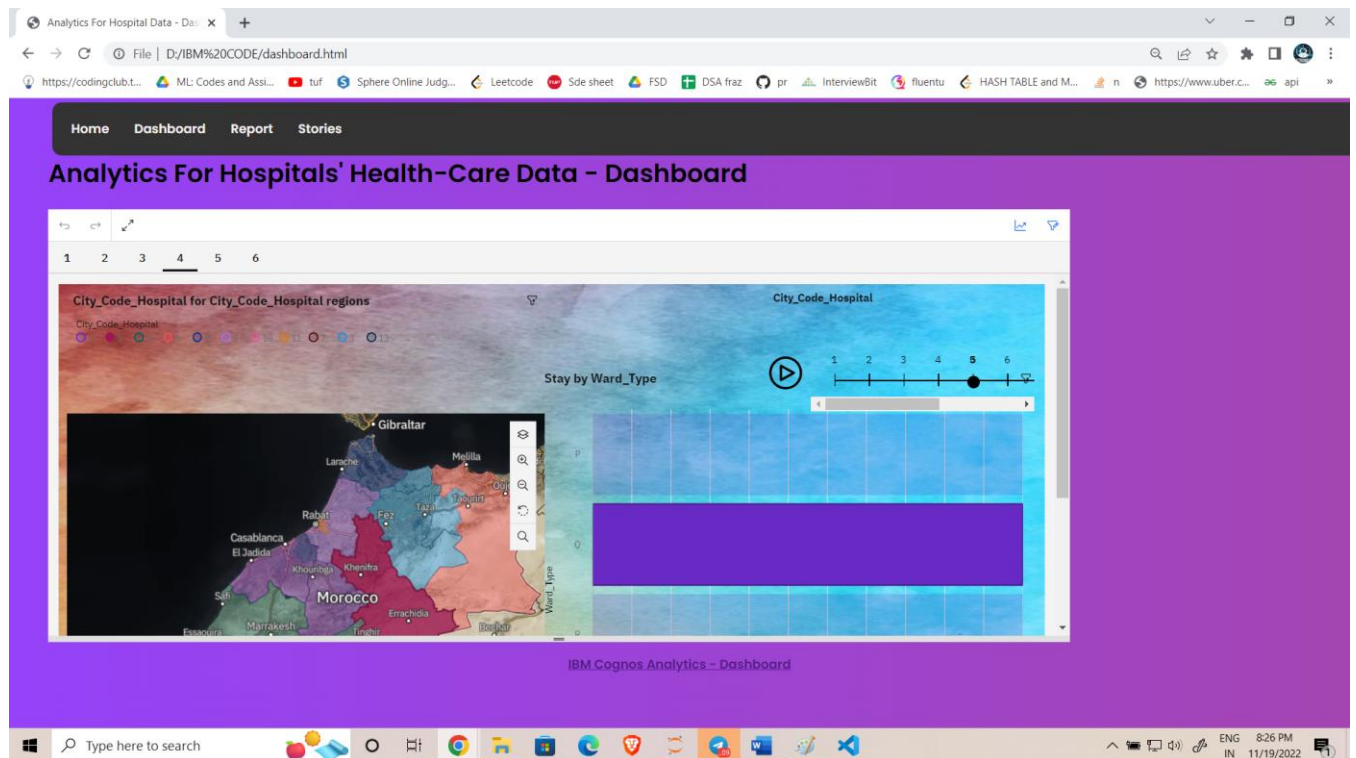 Analytics For Hospital Data - Das
File | D:/IBM%20CODE/dashboard.html
https://codingclub.t... ML: Codes and Assi... tuf Sphere Online Judg... Leetcode Sde sheet FSD DSA fraz pr InterviewBit fluentu HASH TABLE and M... n https://www.uber.c... api »
Home Dashboard Report Stories
Analytics For Hospitals' Health-Care Data - Dashboard
1 2 3 4 5 6
City_Code_Hospital for City_Code_Hospital regions
City_Code_Hospital
City_Code_Hospital
1 2 3 4 5 6
Stay by Ward_Type
Gibraltar
Larache
Melilla
Taourirt
Rabat
Fez
Taza
Casablanca
El Jadida
Khouribga
Khenifra
Safi
Morocco
Errachidia
Essaouira
Marrakesh
Tinghir
Bechar
P
Q
Ward_Type
IBM Cognos Analytics - Dashboard
Type here to search
ENG 8:26 PM
IN 11/19/2022